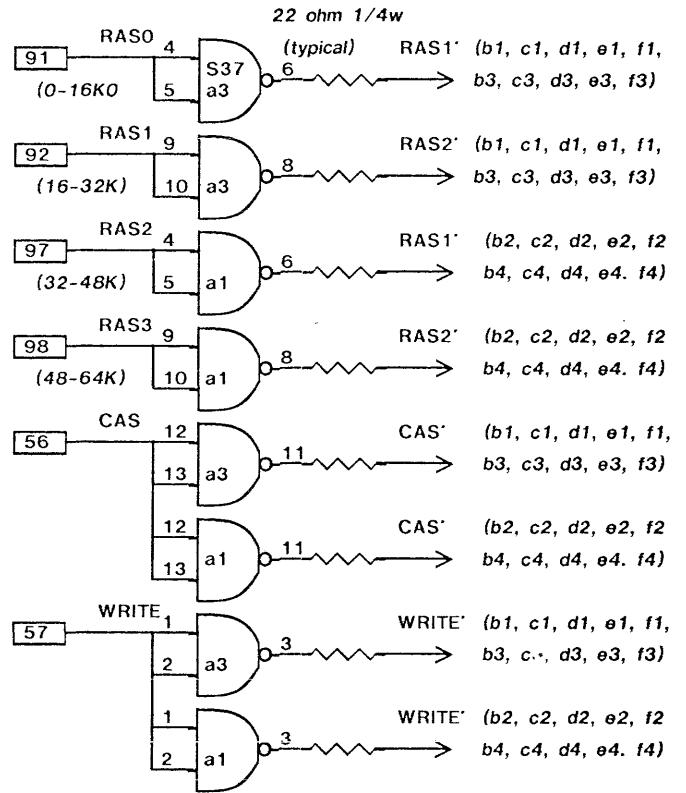 22 ohm 1/4w
91 RAS0 4 S37 6 (typical) RAS1' (b1, c1, d1, e1, f1,
(0-16K0 5 a3 b3, c3, d3, e3, f3)
92 RAS1 9 8 RAS2' (b1, c1, d1, e1, f1,
(16-32K) 10 a3 b3, c3, d3, e3, f3)
97 RAS2 4 6 RAS1' (b2, c2, d2, e2, f2
(32-48K) 5 a1 b4, c4, d4, e4. f4)
98 RAS3 9 8 RAS2' (b2, c2, d2, e2, f2
(48-64K) 10 a1 b4, c4, d4, e4. f4)
56 CAS 12 11 CAS' (b1, c1, d1, e1, f1,
13 a3 b3, c3, d3, e3, f3)
12 11 CAS' (b2, c2, d2, e2, f2
13 a1 b4, c4, d4, e4. f4)
57 WRITE 1 3 WRITE' (b1, c1, d1, e1, f1,
2 a3 b3, d3, e3, f3)
1 3 WRITE' (b2, c2, d2, e2, f2
2 a1 b4, c4, d4, e4. f4)